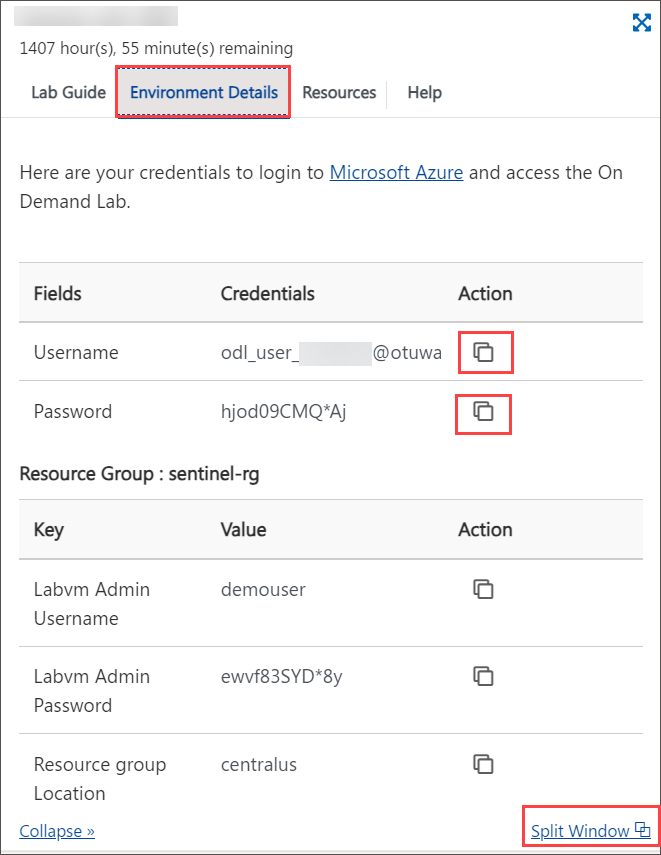 1407 hour(s), 55 minute(s) remaining
Lab Guide Environment Details Resources Help
Here are your credentials to login to Microsoft Azure and access the On
Demand Lab.
Fields Credentials Action
Username odl_user_ @otuwa
Password hjod09CMQ*Aj
Resource Group : sentinel-rg
Key Value Action
Labvm Admin demouser
Username
Labvm Admin ewvf83SYD*8y
Password
Resource group centralus
Location
Collapse » Split Window